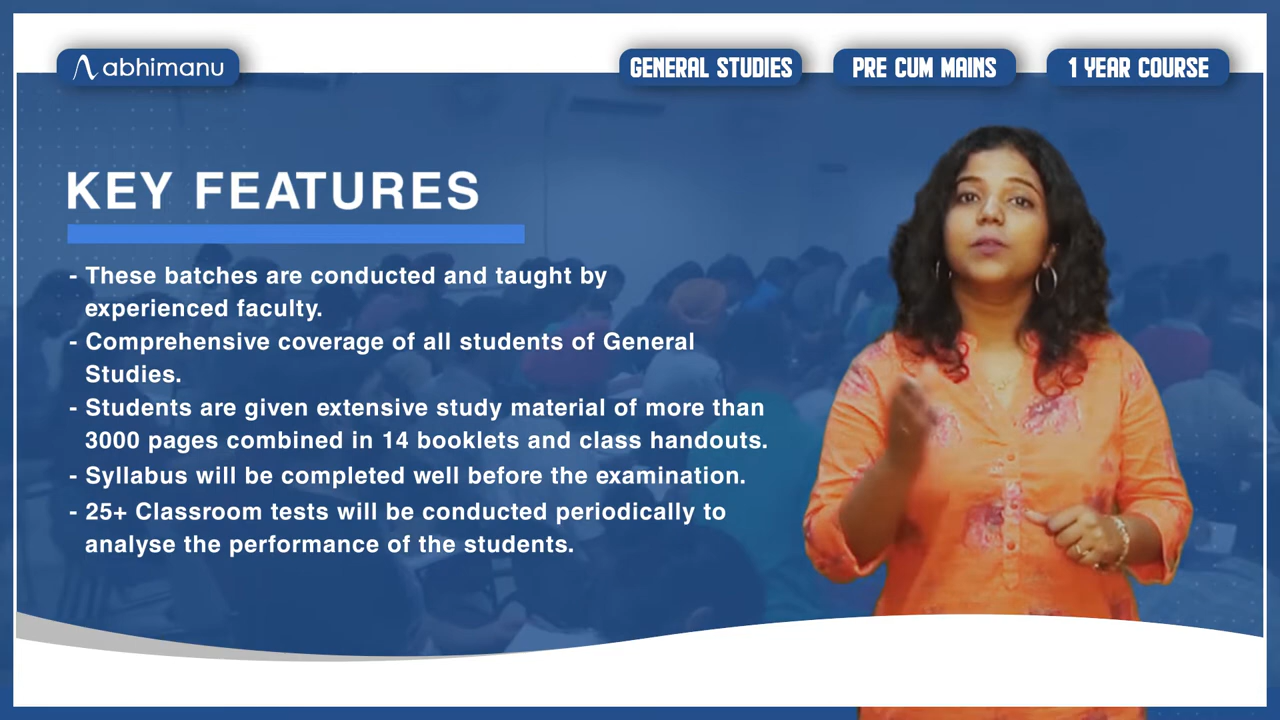 abhimanu
GENERAL STUDIES
PRE CUM MAINS
1 YEAR COURSE
KEY FEATURES
- These batches are conducted and taught by
experienced faculty.
- Comprehensive coverage of all students of General
Studies.
- Students are given extensive study material of more than
3000 pages combined in 14 booklets and class handouts.
- Syllabus will be completed well before the examination.
- 25+ Classroom tests will be conducted periodically to
analyse the performance of the students.